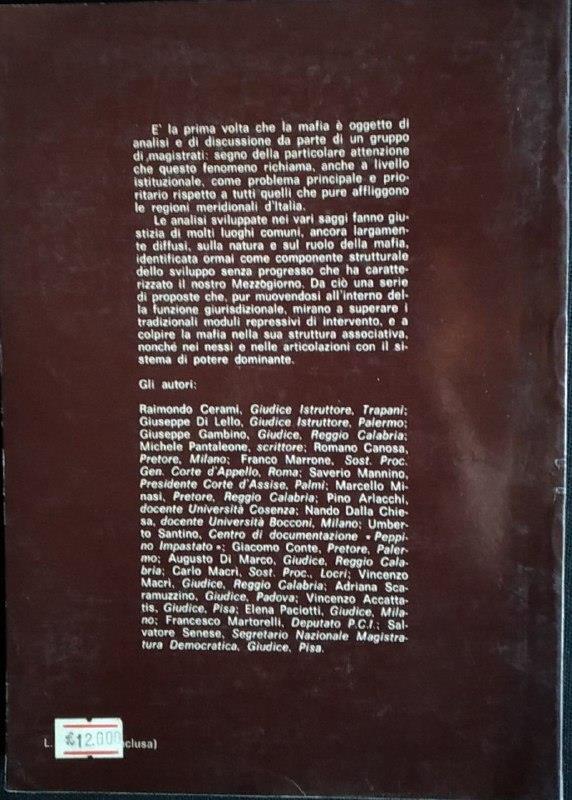 E' la prima volta che la mafia è oggetto di
analisi e di discussione da parte di un gruppo
di magistrati: segno della particolare attenzione
che questo fenomeno richiama, anche a livello
istituzionale, come problema principale e prio-
ritario rispetto a tutti quelli che pure affliggono
le regioni meridionali d'Italia.
Le analisi sviluppate nei vari saggi fanno giu-
stizia di molti luoghi comuni, ancora largamen-
te diffusi, sulla natura e sul ruolo della mafia,
identificata ormai come componente strutturale
dello sviluppo senza progresso che ha caratte-
rizzato il nostro Mezzogiorno. Da ciò una serie
di proposte che, pur muovendosi all'interno del-
la funzione giurisdizionale, mirano a superare i
tradizionali moduli repressivi di intervento, e a
colpire la mafia nella sua struttura associativa,
nonché nei nessi e nelle articolazioni con il si-
stema di potere dominante.
Gli autori:
Raimondo Cerami, Giudice Istruttore, Trapani;
Giuseppe Di Lello, Giudice Istruttore, Palermo;
Giuseppe Gambino, Giudice, Reggio Calabria;
Michele Pantaleone, scrittore; Romano Canosa,
Pretore, Milano; Franco Marrone, Sost. Proc.
Gen. Corte d'Appello, Roma; Saverio Mannino,
Presidente Corte d'Assise, Palmi; Marcello Mi-
nasi, Pretore, Reggio Calabria; Pino Arlacchi,
docente Università Cosenza; Nando Dalla Chie-
sa, docente Università Bocconi, Milano; Umber-
to Santino, Centro di documentazione « Peppi-
no Impastato »; Giacomo Conte, Pretore, Paler-
mo; Augusto Di Marco, Giudice, Reggio Cala-
bria; Carlo Macrì, Sost. Proc., Locri; Vincenzo
Macrì, Giudice, Reggio Calabria; Adriana Sca-
ramuzzino, Giudice, Padova; Vincenzo Accatta-
tis, Giudice, Pisa; Elena Paciotti, Giudice, Mila-
no; Francesco Martorelli, Deputato P.C.I.; Sal-
vatore Senese, Segretario Nazionale Magistra-
tura Democratica, Giudice, Pisa.
L. £12.000 clusa)